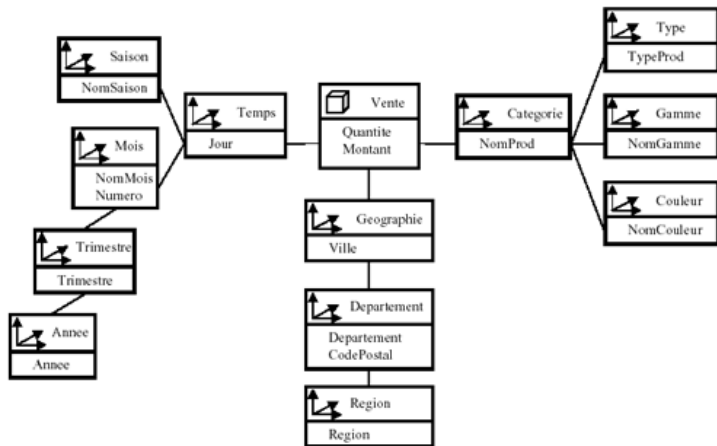 Saison
NomSaison
Mois
NomMois
Numero
Trimestre
Trimestre
Annee
Annee
Temps
Jour
Vente
Quantite
Montant
Geographie
Ville
Departement
Departement
CodePostal
Region
Region
Categorie
NomProd
Type
TypeProd
Gamme
NomGamme
Couleur
NomCouleur